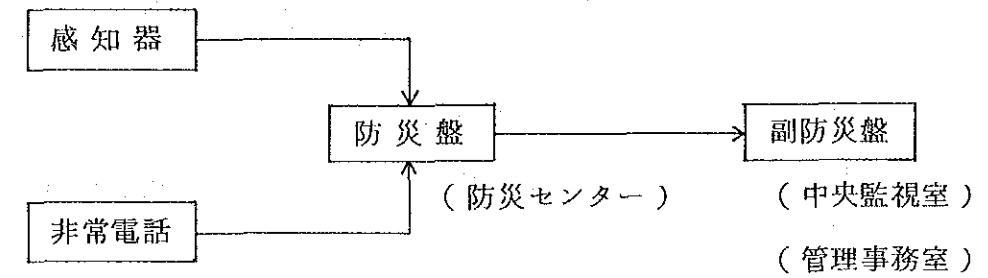 感知器
防災盤
副防災盤
(防災センター)
(中央監視室)
非常電話
(管理事務室)